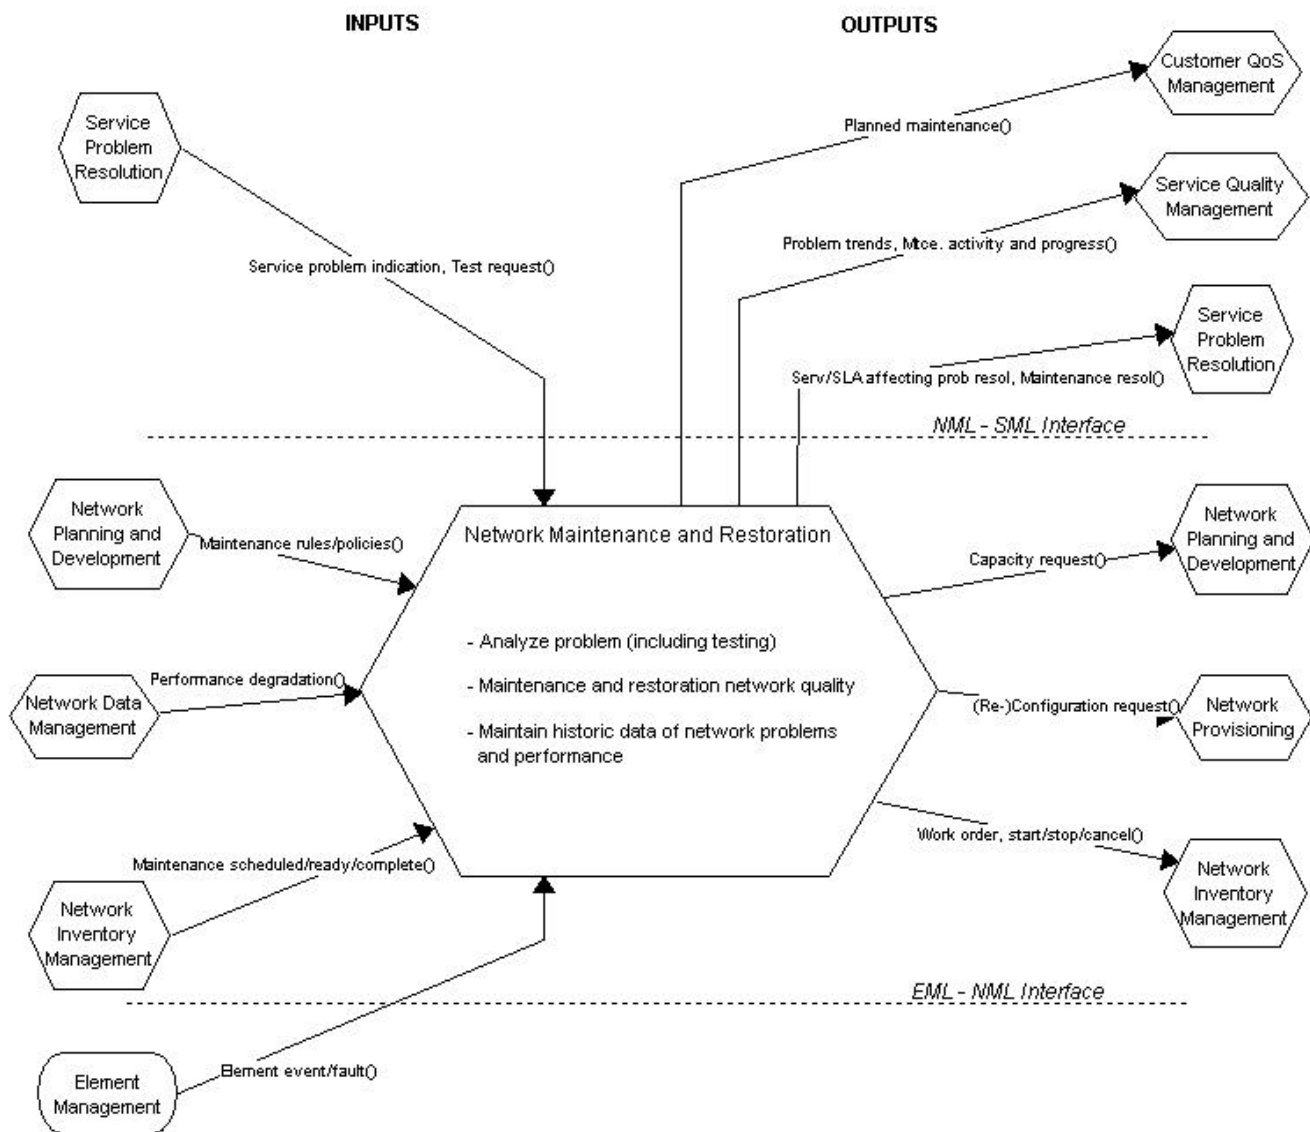 INPUTS
OUTPUTS
Customer QoS
Management
Service
Problem
Resolution
Planned maintenance()
Service Quality
Management
Problem trends, Mtce. activity and progress()
Service problem indication, Test request()
Service
Problem
Resolution
Serv/SLA affecting prob resol, Maintenance resol()
NML - SML Interface
Network
Planning and
Development
Maintenance rules/policies()
Network Maintenance and Restoration
Network
Planning and
Development
Capacity request()
- Analyze problem (including testing)
- Maintenance and restoration network quality
- Maintain historic data of network problems
and performance
Performance degradation()
Network Data
Management
(Re-)Configuration request()
Network
Provisioning
Maintenance scheduled/ready/complete()
Work order, start/stop/cancel()
Network
Inventory
Management
Network
Inventory
Management
EML - NML Interface
Element event/fault()
Element
Management